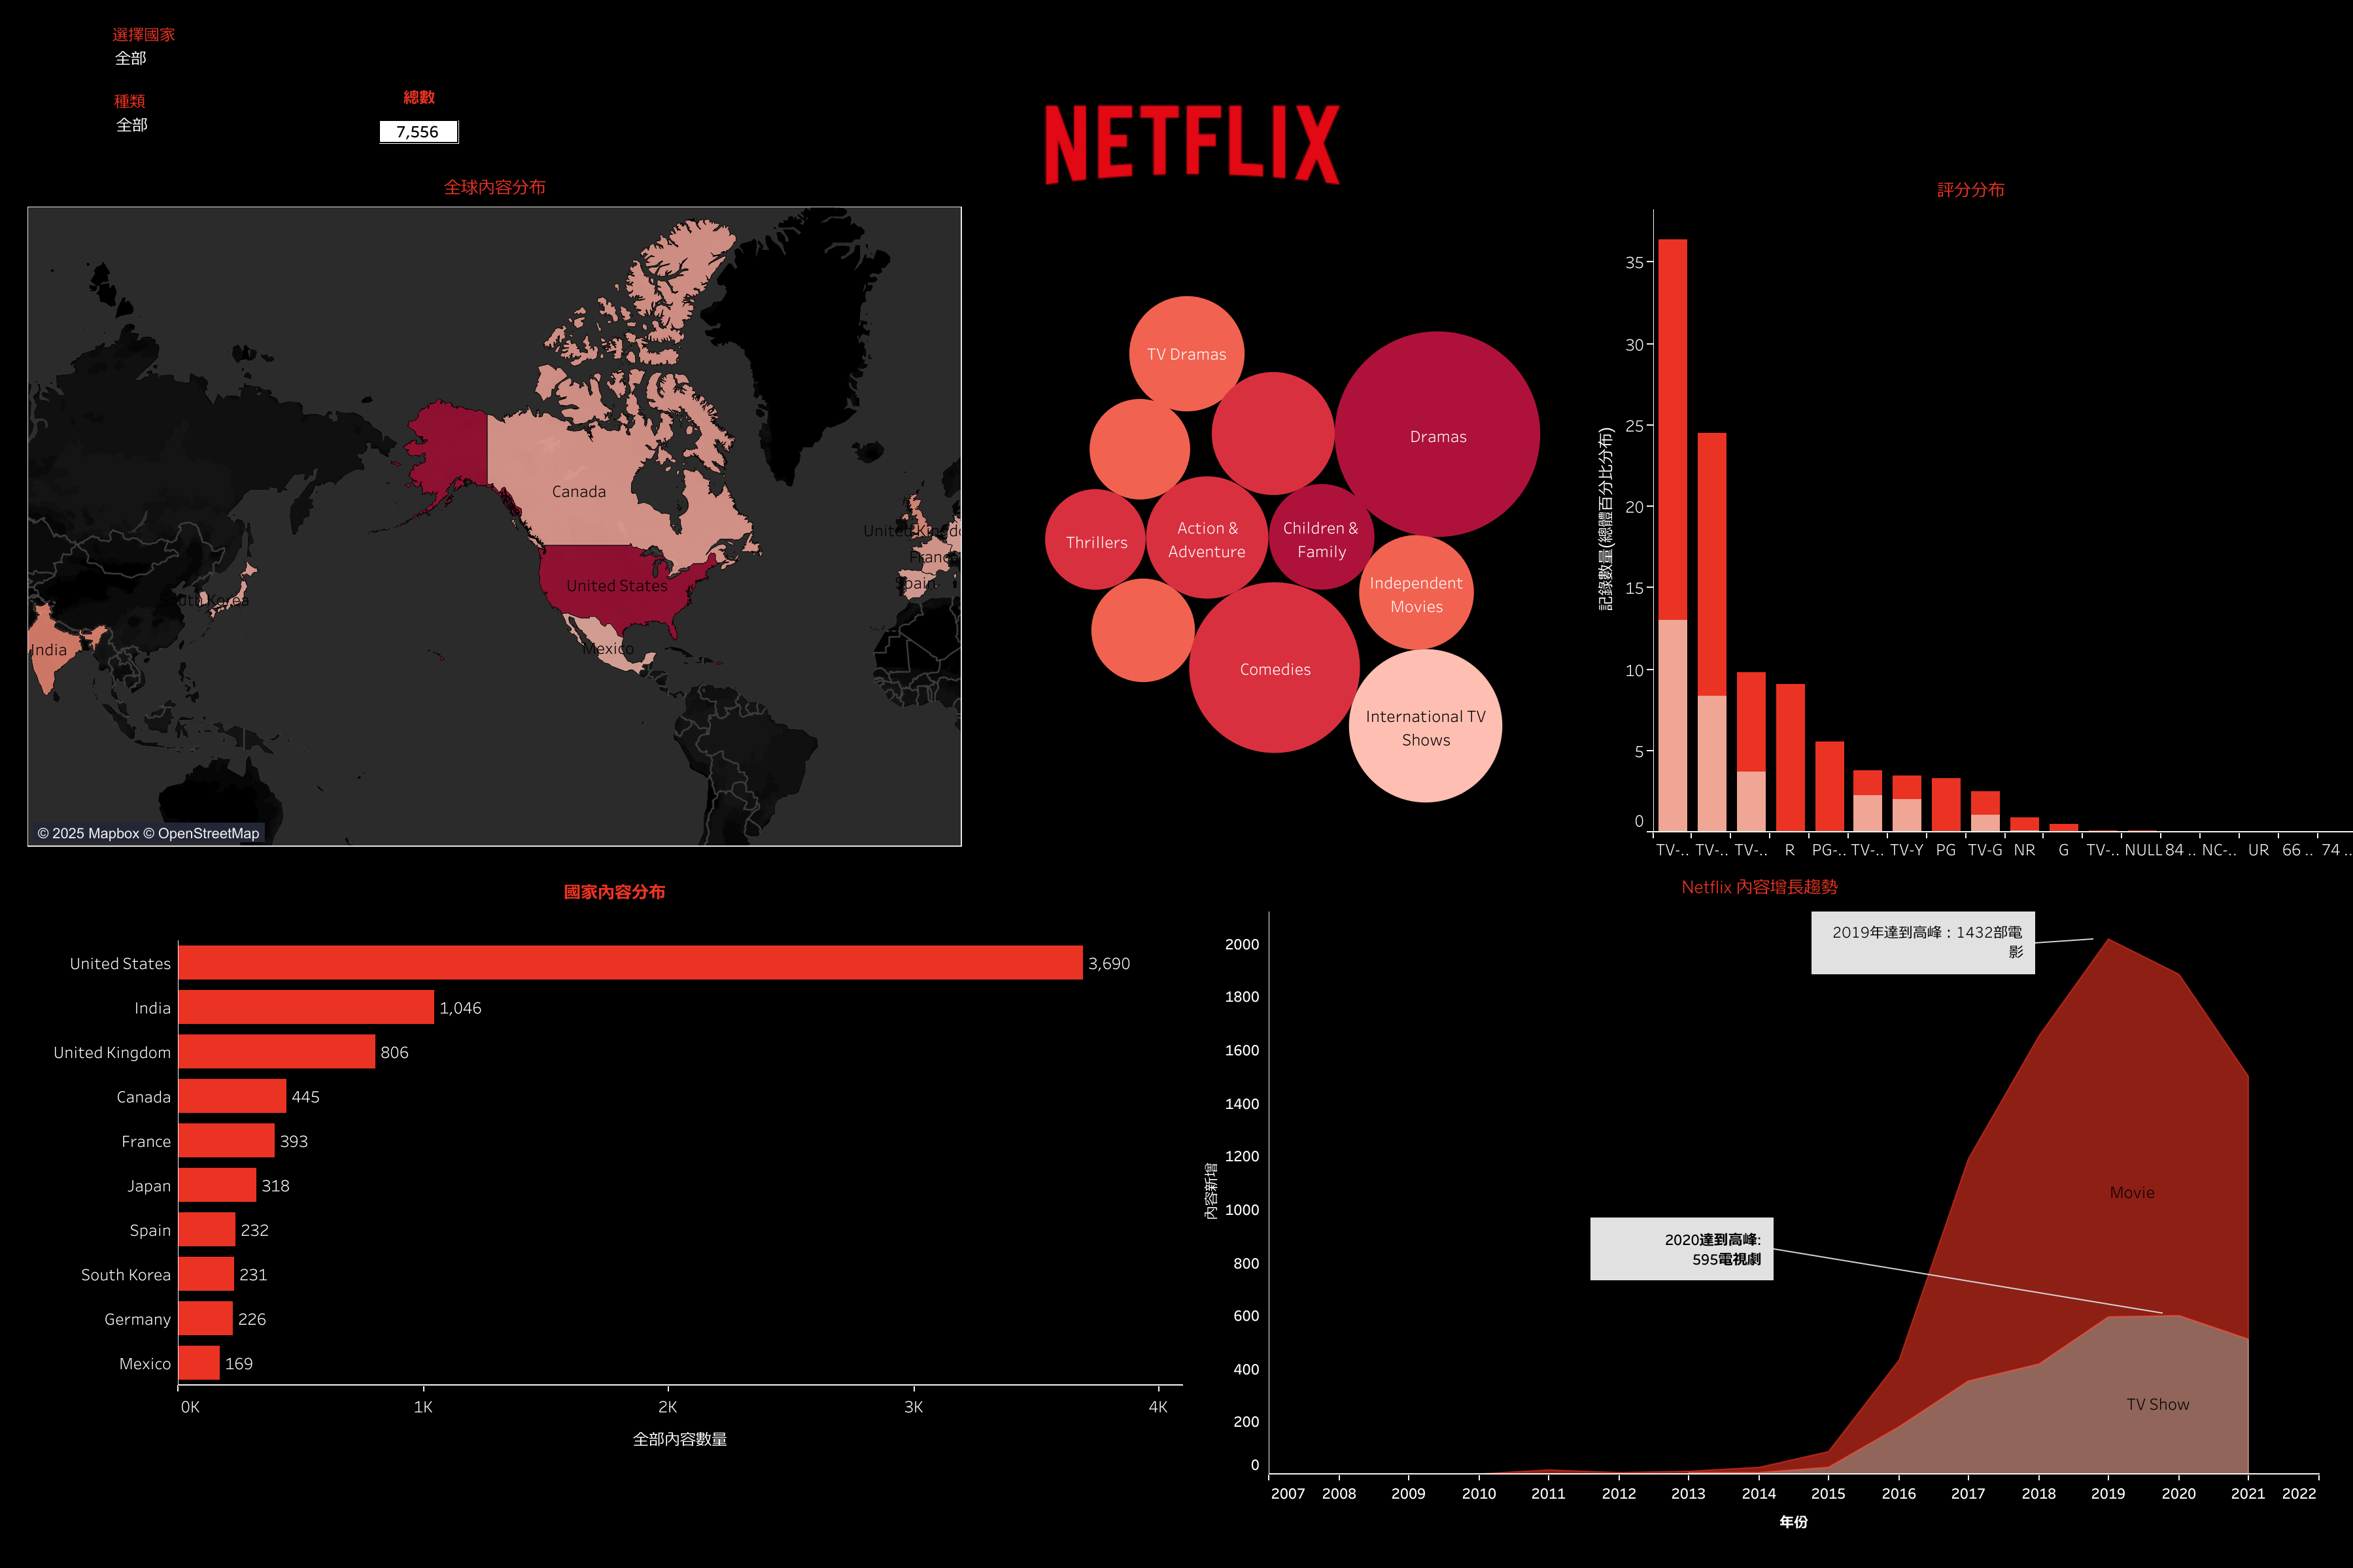 選擇國家
全部
種類
全部
總數
7,556
NETFLIX
全球內容分布
Canada
United States
Mexico
India
South Korea
United Kingdo
France
Spain
© 2025 Mapbox © OpenStreetMap
TV Dramas
Dramas
Thrillers
Action &
Adventure
Children &
Family
Independent
Movies
Comedies
International TV
Shows
評分分布
記錄數量(總體百分比分布)
35
30
25
20
15
10
5
0
TV-.. TV-.. TV-.. R PG-.. TV-.. TV-Y PG TV-G NR G TV-.. NULL 84 .. NC-.. UR 66 .. 74 ..
國家內容分布
United States 3,690
India 1,046
United Kingdom 806
Canada 445
France 393
Japan 318
Spain 232
South Korea 231
Germany 226
Mexico 169
0K 1K 2K 3K 4K
全部內容數量
Netflix 內容增長趨勢
內容新增
2000
1800
1600
1400
1200
1000
800
600
400
200
0
2019年達到高峰：1432部電
影
2020達到高峰:
595電視劇
Movie
TV Show
2007 2008 2009 2010 2011 2012 2013 2014 2015 2016 2017 2018 2019 2020 2021 2022
年份